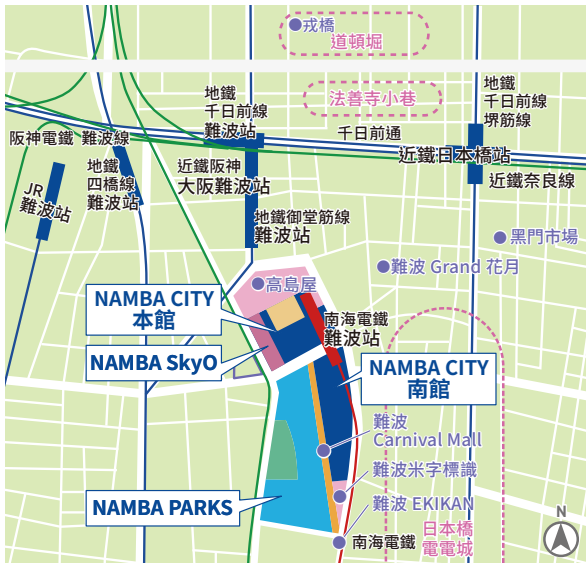 戎橋
道頓堀
法善寺小巷
地鐵
千日前線
難波站
地鐵
千日前線
堺筋線
千日前通
阪神電鐵 難波線
近鐵日本橋站
地鐵
四橋線
難波站
近鐵阪神
大阪難波站
近鐵奈良線
JR
難波站
地鐵御堂筋線
難波站
黑門市場
難波 Grand 花月
高島屋
NAMBA CITY
本館
南海電鐵
難波站
NAMBA SkyO
NAMBA CITY
南館
難波
Carnival Mall
難波米字標識
NAMBA PARKS
難波 EKIKAN
日本橋
電電城
南海電鐵
N